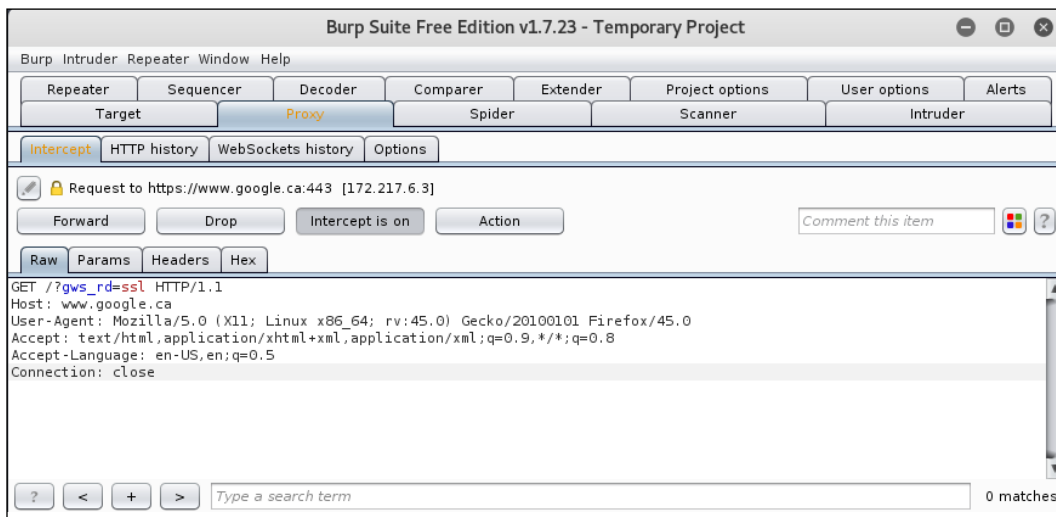 Burp Suite Free Edition v1.7.23 - Temporary Project
Burp Intruder Repeater Window Help
Repeater Sequencer Decoder Comparer Extender Project options User options Alerts
Target Proxy Spider Scanner Intruder
Intercept HTTP history WebSockets history Options
Request to https://www.google.ca:443 [172.217.6.3]
Forward Drop Intercept is on Action Comment this item ?
Raw Params Headers Hex
GET /?gws_rd=ssl HTTP/1.1
Host: www.google.ca
User-Agent: Mozilla/5.0 (X11; Linux x86_64; rv:45.0) Gecko/20100101 Firefox/45.0
Accept: text/html,application/xhtml+xml,application/xml;q=0.9,*/*;q=0.8
Accept-Language: en-US,en;q=0.5
Connection: close
? < + > Type a search term 0 matches